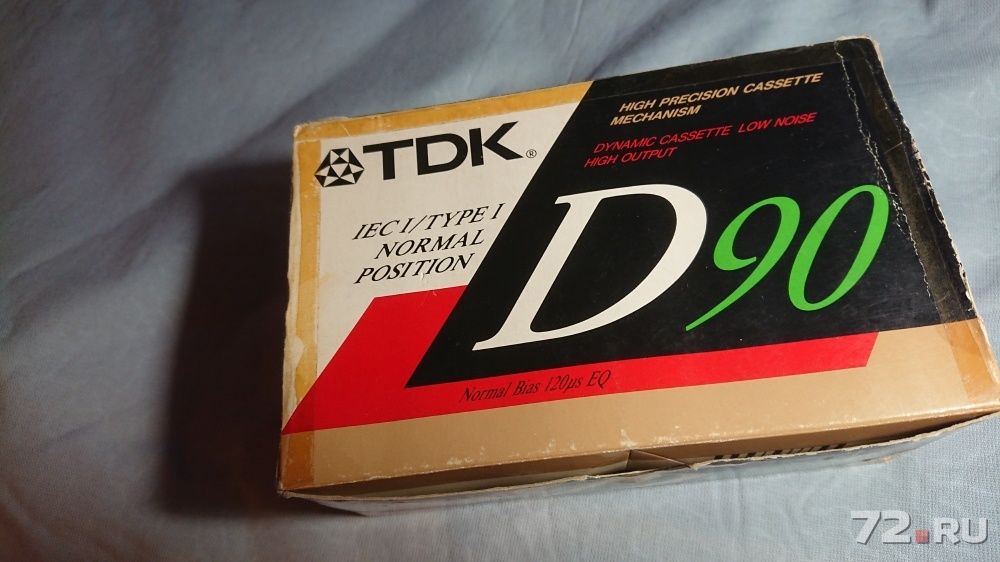 HIGH PRECISION CASSETTE
MECHANISM
TDK®
DYNAMIC CASSETTE LOW NOISE
HIGH OUTPUT
IEC I/TYPE I
NORMAL
POSITION
D90
Normal Bias 120µs EQ
72.RU